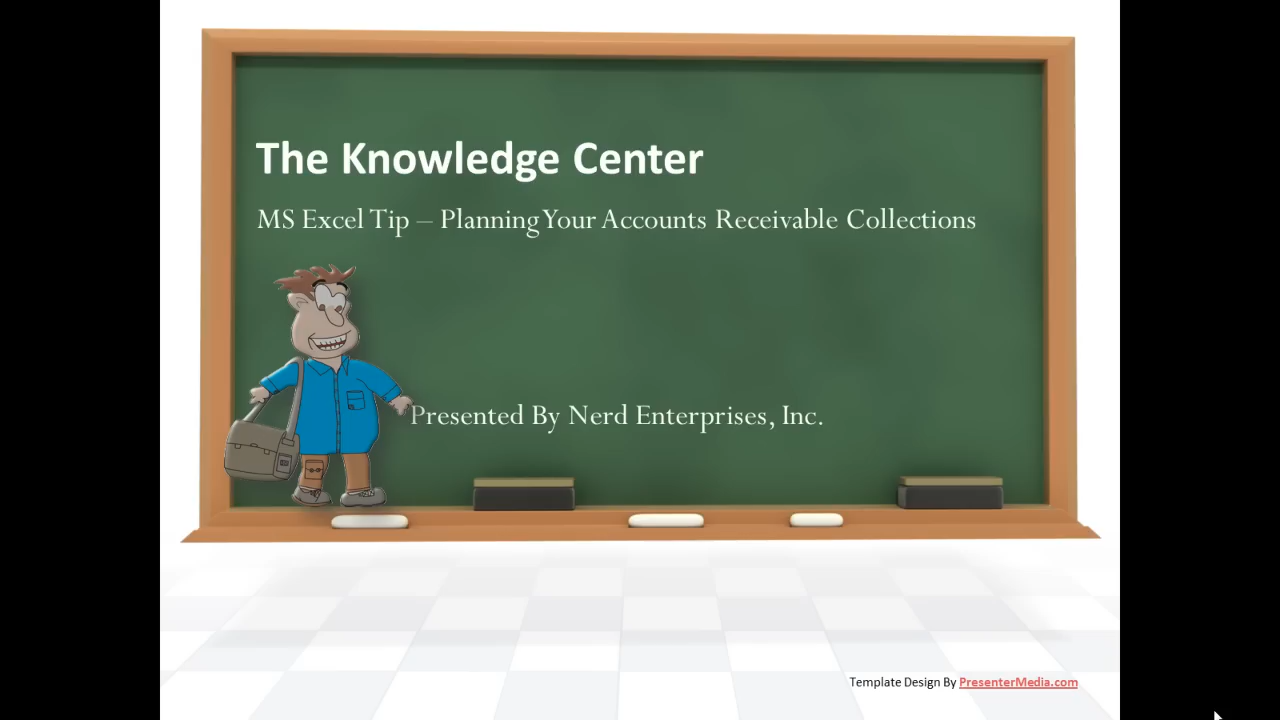 The Knowledge Center
MS Excel Tip – Planning Your Accounts Receivable Collections
Presented By Nerd Enterprises, Inc.
Template Design By PresenterMedia.com